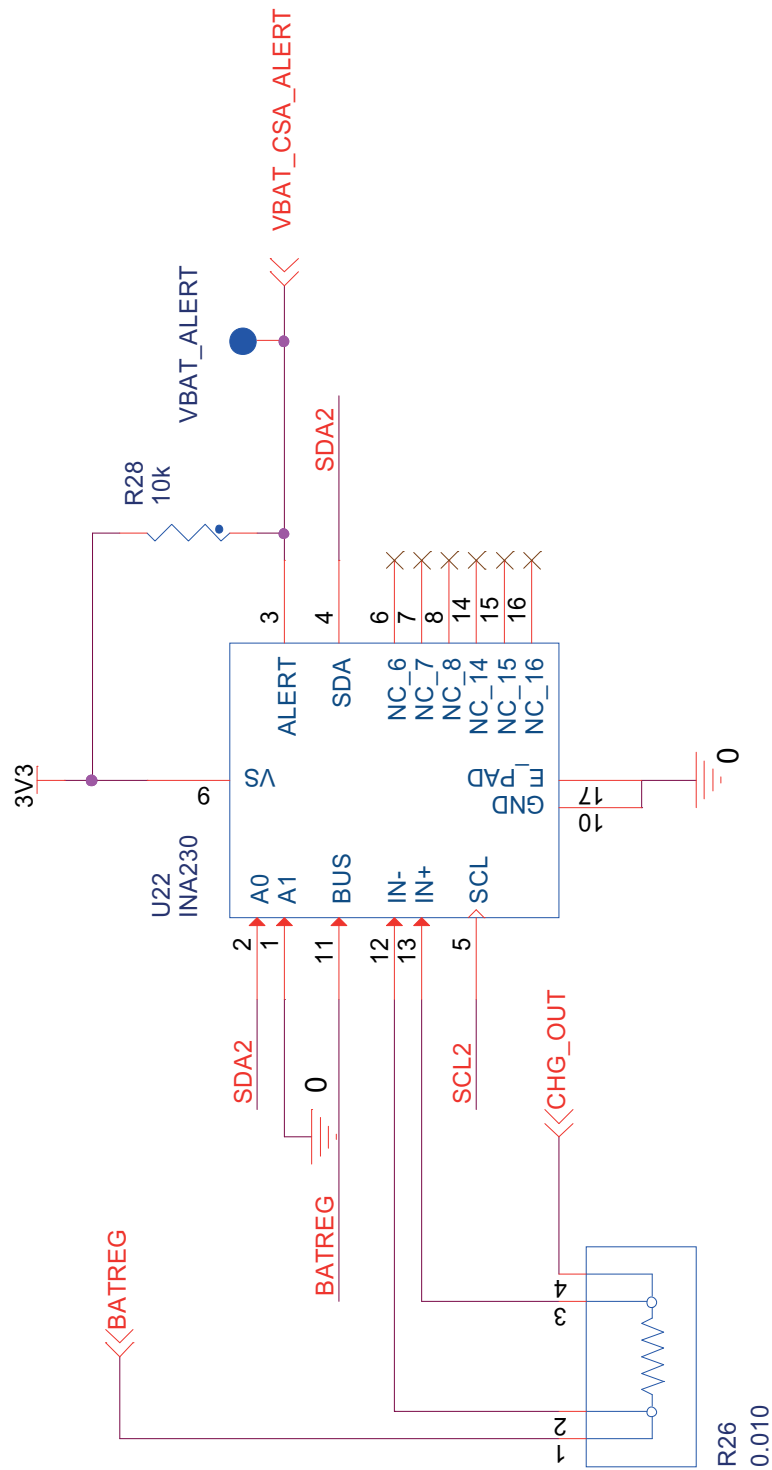 3V3
R28
10k
VBAT_ALERT
VBAT_CSA_ALERT
U22
INA230
9
VS
2
A0
1
A1
11
BUS
12
IN-
13
IN+
5
SCL
3
ALERT
4
SDA
6
NC_6
7
NC_7
8
NC_8
14
NC_14
15
NC_15
16
NC_16
GND
10
E_PAD
17
0
SDA2
SDA2
0
BATREG
SCL2
CHG_OUT
BATREG
1
2
3
4
R26
0.010